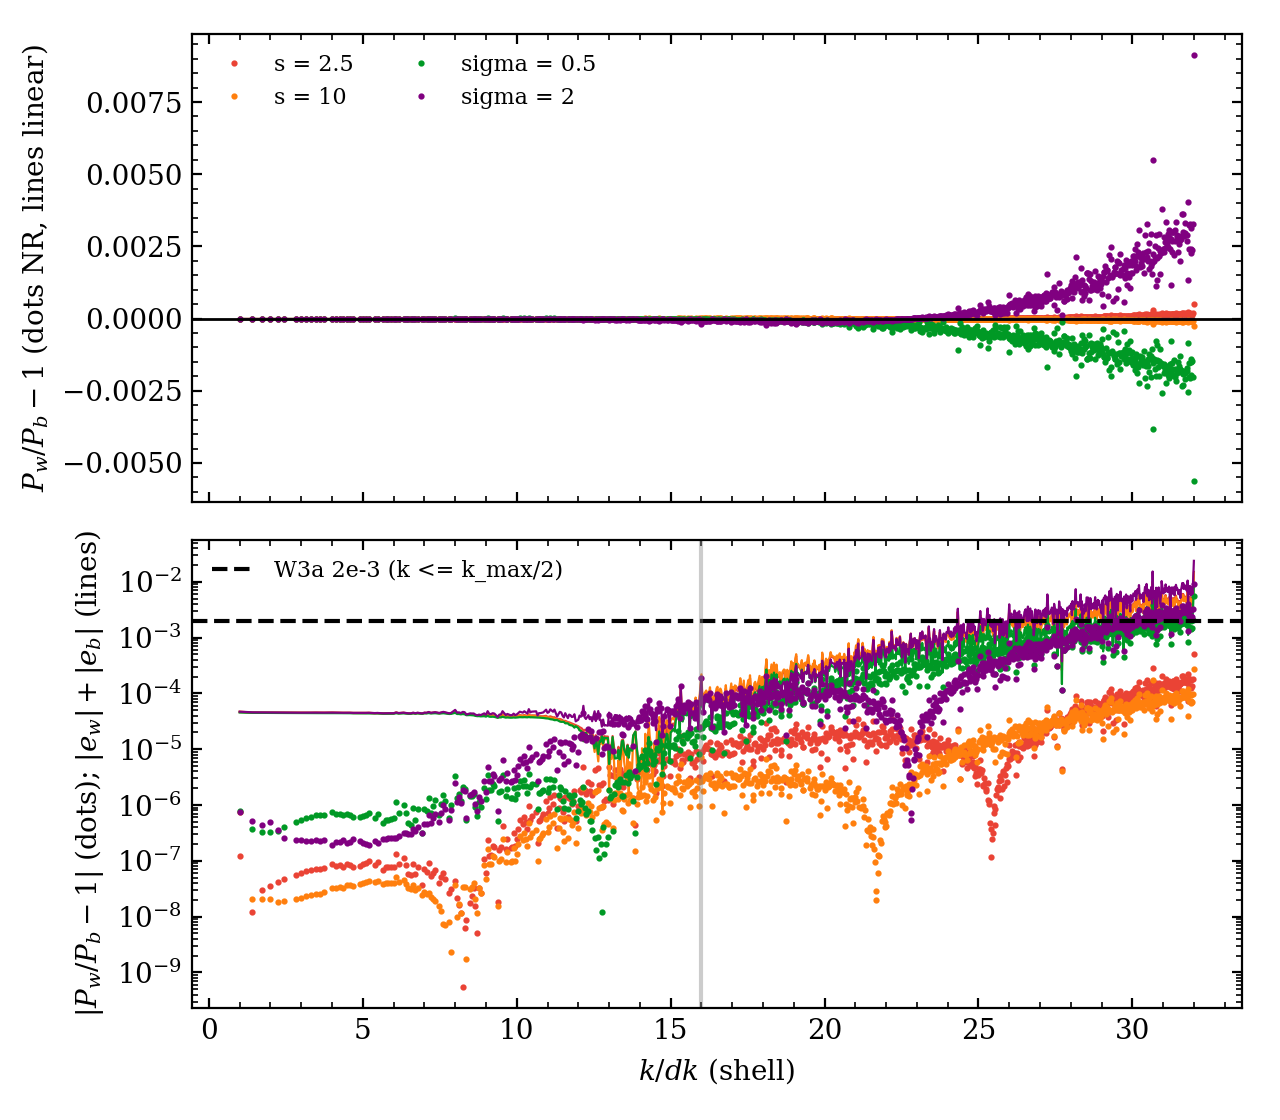 s = 2.5
s = 10
sigma = 0.5
sigma = 2
0.0075
0.0050
0.0025
0.0000
−0.0025
−0.0050
P_w/P_b − 1 (dots NR, lines linear)
W3a 2e-3 (k <= k_max/2)
10^−2
10^−3
10^−4
10^−5
10^−6
10^−7
10^−8
10^−9
|P_w/P_b − 1| (dots); |e_w| + |e_b| (lines)
0
5
10
15
20
25
30
k/dk (shell)